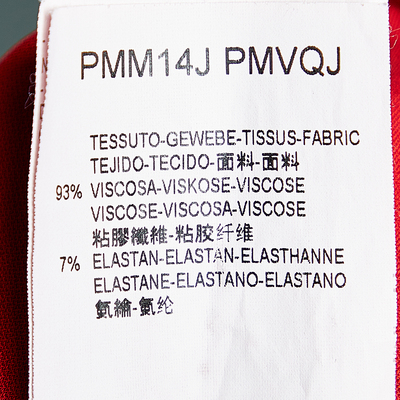 PMM14J PMVQJ
TESSUTO-GEWEBE-TISSUS-FABRIC
TEJIDO-TECIDO-面料-面料
93% VISCOSA-VISKOSE-VISCOSE
VISCOSE-VISCOSA-VISCOSE
粘膠纖維-粘胶纤维
7% ELASTAN-ELASTAN-ELASTHANNE
ELASTANE-ELASTANO-ELASTANO
氨綸-氨纶